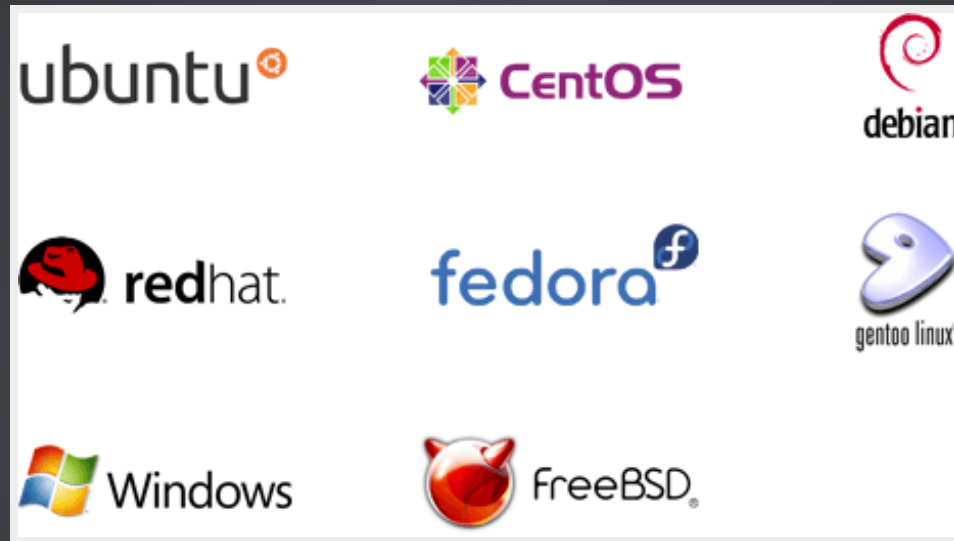 ubuntu®
CentOS
debian
redhat.
fedora
gentoo linux
Windows
FreeBSD®